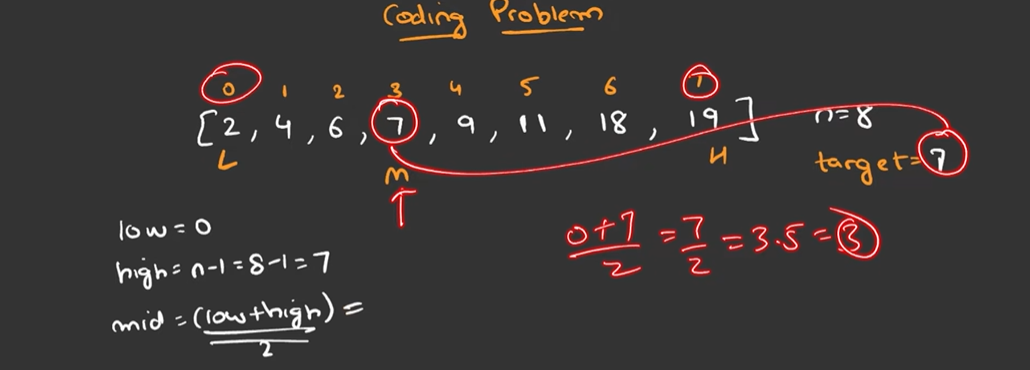 Coding Problem
0 1 2 3 4 5 6 7
[2, 4, 6, 7, 9, 11, 18, 19] n=8
L M H target=7
low = 0
high = n-1 = 8-1 = 7
mid = (low+high)/2 =
0+7/2 = 7/2 = 3.5 = 3